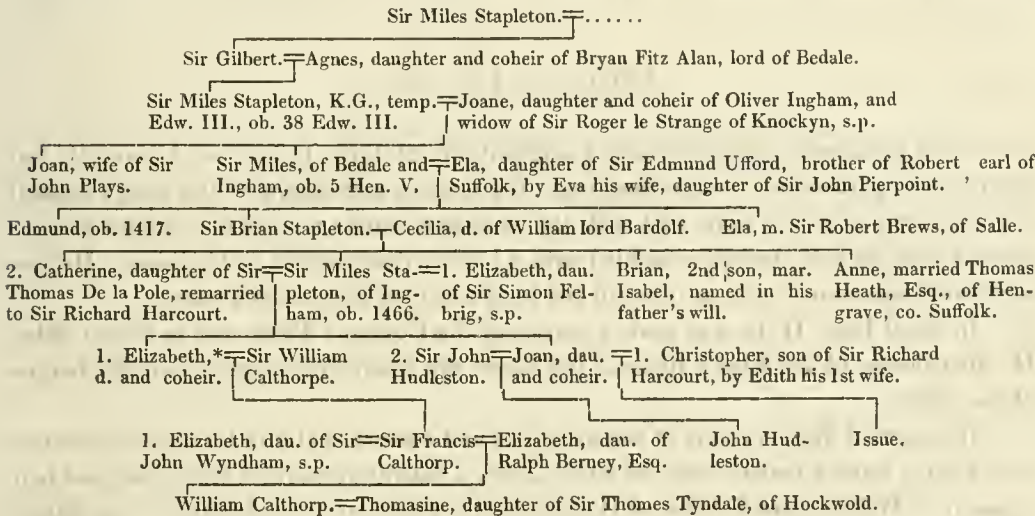 Sir Miles Stapleton.=......
Sir Gilbert.=Agnes, daughter and coheir of Bryan Fitz Alan, lord of Bedale.
Sir Miles Stapleton, K.G., temp.=Joane, daughter and coheir of Oliver Ingham, and
Edw. III., ob. 38 Edw. III. widow of Sir Roger le Strange of Knockyn, s.p.
Joan, wife of Sir Sir Miles, of Bedale and=Ela, daughter of Sir Edmund Ufford, brother of Robert earl of
John Plays. Ingham, ob. 5 Hen. V. Suffolk, by Eva his wife, daughter of Sir John Pierpoint.
Edmund, ob. 1417. Sir Brian Stapleton.=Cecilia, d. of William lord Bardolf. Ela, m. Sir Robert Brews, of Salle.
2. Catherine, daughter of Sir=Sir Miles Sta-=1. Elizabeth, dau. Brian, 2nd son, mar. Anne, married Thomas
Thomas De la Pole, remarried pleton, of Ing- of Sir Simon Fel- Isabel, named in his Heath, Esq., of Hen-
to Sir Richard Harcourt. ham, ob. 1466. brig, s.p. father's will. grave, co. Suffolk.
1. Elizabeth,*=Sir William 2. Sir John=Joan, dau. =1. Christopher, son of Sir Richard
d. and coheir. Calthorpe. Hudleston. and coheir. Harcourt, by Edith his 1st wife.
1. Elizabeth, dau. of Sir=Sir Francis=Elizabeth, dau. of John Hud- Issue.
John Wyndham, s.p. Calthorp. Ralph Berney, Esq. leston.
William Calthorp.=Thomasine, daughter of Sir Thomes Tyndale, of Hockwold.